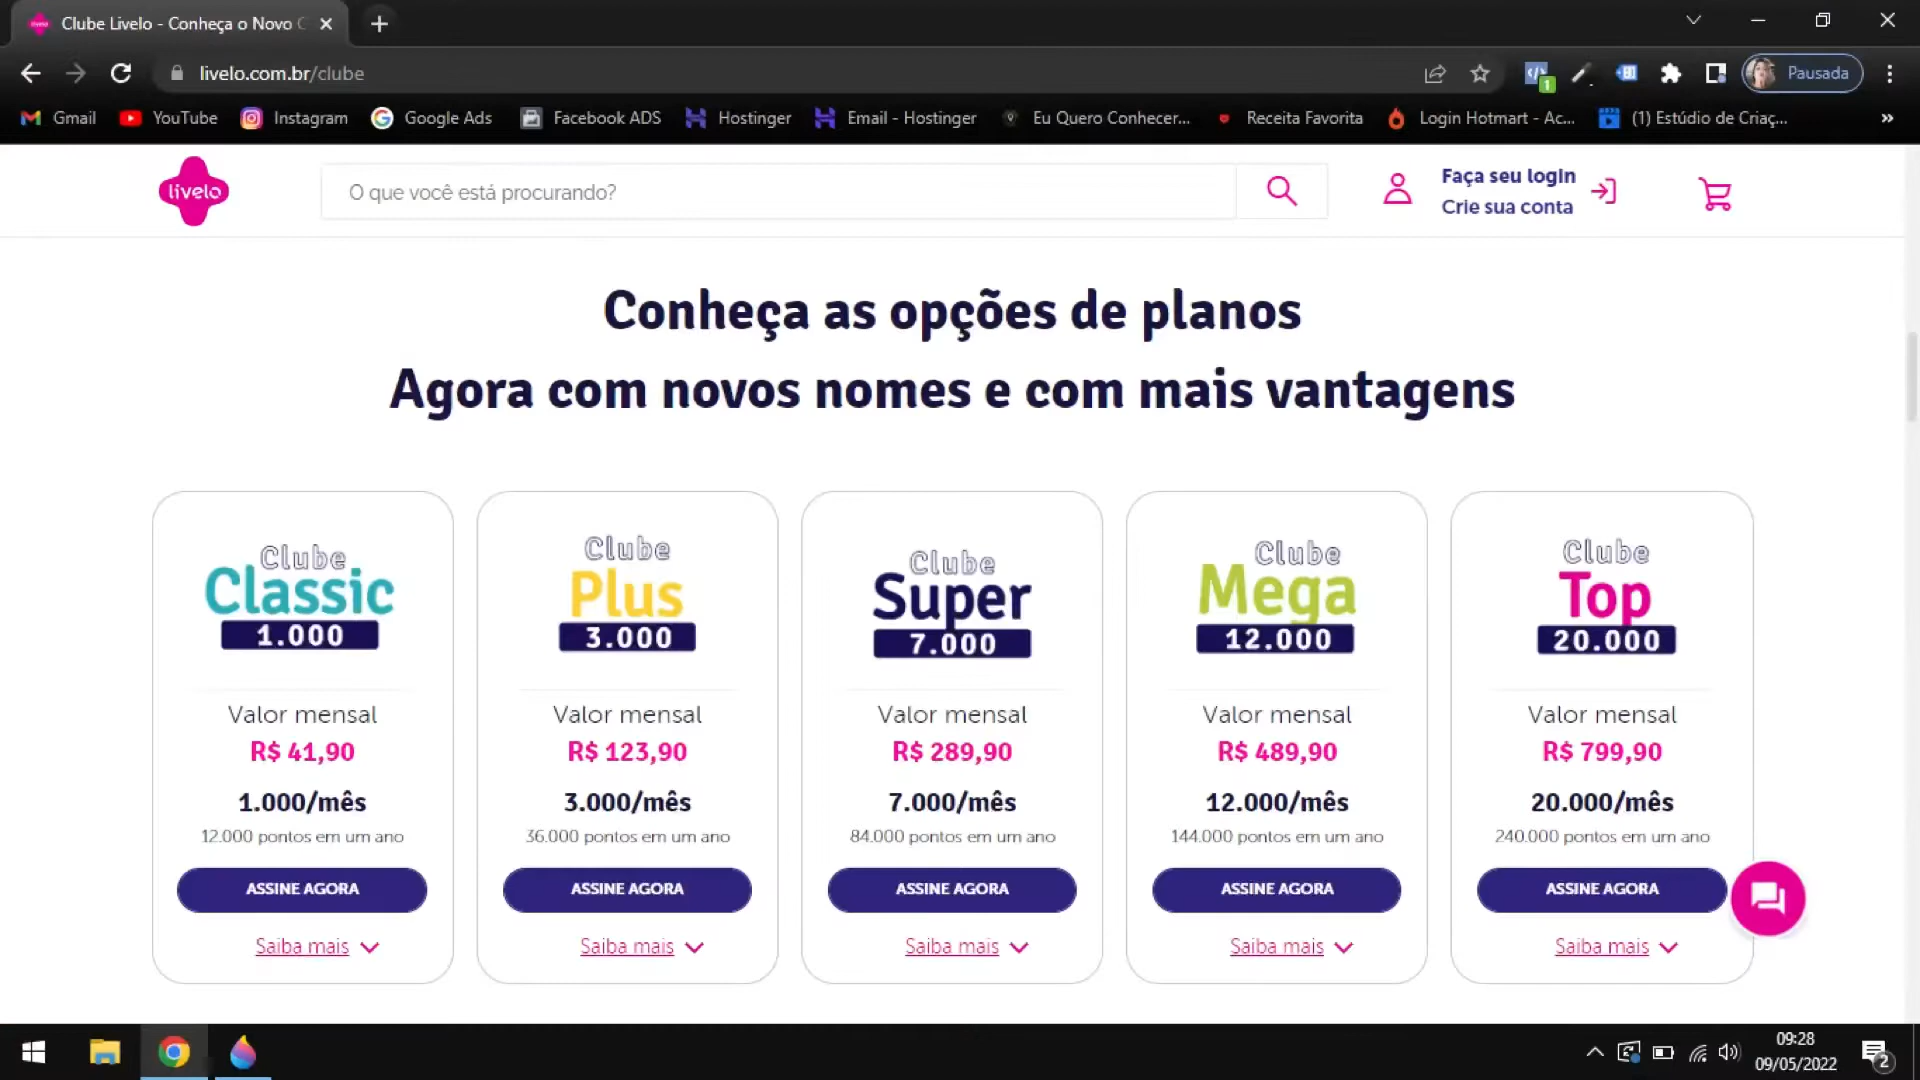 Clube Livelo - Conheça o Novo C
livelo.com.br/clube
Pausada
Gmail YouTube Instagram Google Ads Facebook ADS Hostinger Email - Hostinger Eu Quero Conhecer... Receita Favorita Login Hotmart - Ac... (1) Estúdio de Criaç... »
livelo
O que você está procurando?
Faça seu login
Crie sua conta
Conheça as opções de planos
Agora com novos nomes e com mais vantagens
Clube
Classic
1.000
Valor mensal
R$ 41,90
1.000/mês
12.000 pontos em um ano
ASSINE AGORA
Saiba mais
Clube
Plus
3.000
Valor mensal
R$ 123,90
3.000/mês
36.000 pontos em um ano
ASSINE AGORA
Saiba mais
Clube
Super
7.000
Valor mensal
R$ 289,90
7.000/mês
84.000 pontos em um ano
ASSINE AGORA
Saiba mais
Clube
Mega
12.000
Valor mensal
R$ 489,90
12.000/mês
144.000 pontos em um ano
ASSINE AGORA
Saiba mais
Clube
Top
20.000
Valor mensal
R$ 799,90
20.000/mês
240.000 pontos em um ano
ASSINE AGORA
Saiba mais
09:28
09/05/2022
2
1